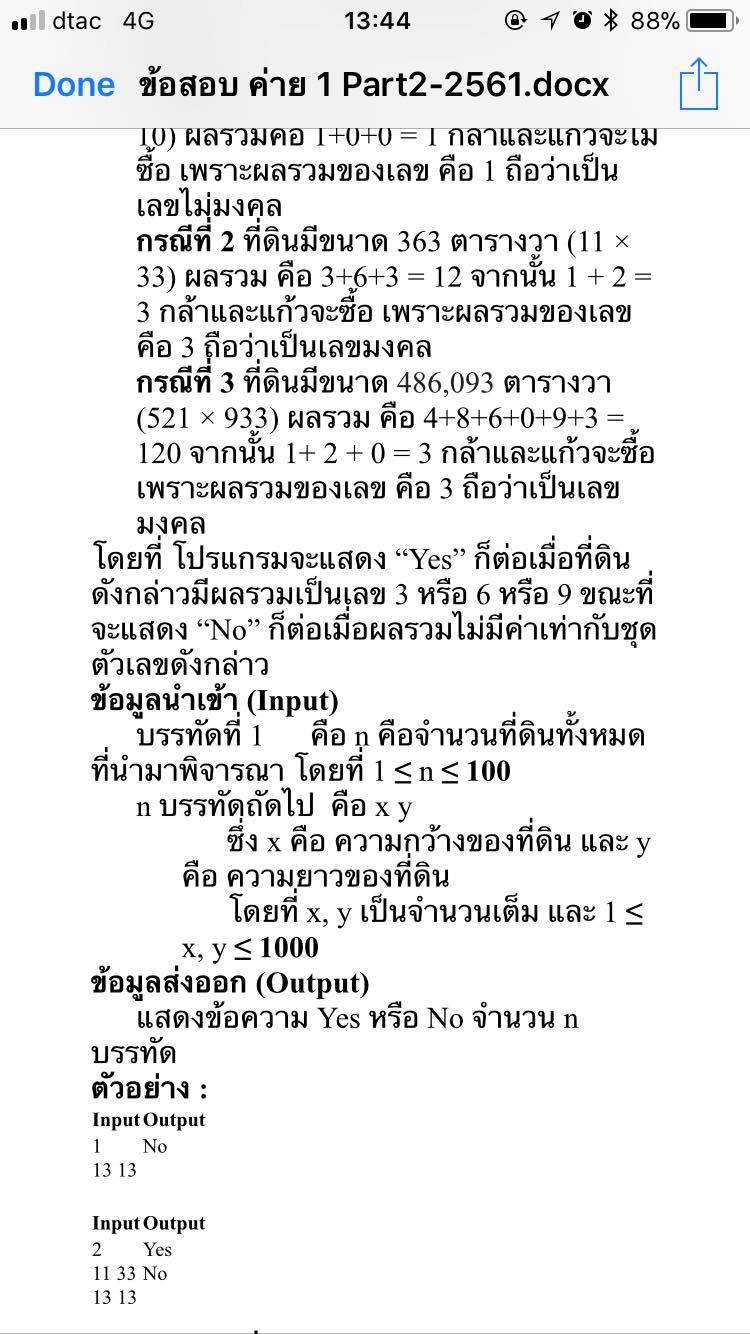 dtac 4G 13:44 88%
Done ข้อสอบ ค่าย 1 Part2-2561.docx
10) ผลรวมคือ 1+0+0 = 1 กล้าและแก้วจะไม่
ซื้อ เพราะผลรวมของเลข คือ 1 ถือว่าเป็น
เลขไม่มงคล
กรณีที่ 2 ที่ดินมีขนาด 363 ตารางวา (11 ×
33) ผลรวม คือ 3+6+3 = 12 จากนั้น 1 + 2 =
3 กล้าและแก้วจะซื้อ เพราะผลรวมของเลข
คือ 3 ถือว่าเป็นเลขมงคล
กรณีที่ 3 ที่ดินมีขนาด 486,093 ตารางวา
(521 × 933) ผลรวม คือ 4+8+6+0+9+3 =
120 จากนั้น 1+ 2 + 0 = 3 กล้าและแก้วจะซื้อ
เพราะผลรวมของเลข คือ 3 ถือว่าเป็นเลข
มงคล
โดยที่ โปรแกรมจะแสดง “Yes” ก็ต่อเมื่อที่ดิน
ดังกล่าวมีผลรวมเป็นเลข 3 หรือ 6 หรือ 9 ขณะที่
จะแสดง “No” ก็ต่อเมื่อผลรวมไม่มีค่าเท่ากับชุด
ตัวเลขดังกล่าว
ข้อมูลนำเข้า (Input)
บรรทัดที่ 1 คือ n คือจำนวนที่ดินทั้งหมด
ที่นำมาพิจารณา โดยที่ 1 ≤ n ≤ 100
n บรรทัดถัดไป คือ x y
ซึ่ง x คือ ความกว้างของที่ดิน และ y
คือ ความยาวของที่ดิน
โดยที่ x, y เป็นจำนวนเต็ม และ 1 ≤
x, y ≤ 1000
ข้อมูลส่งออก (Output)
แสดงข้อความ Yes หรือ No จำนวน n
บรรทัด
ตัวอย่าง :
Input Output
1 No
13 13
Input Output
2 Yes
11 33 No
13 13